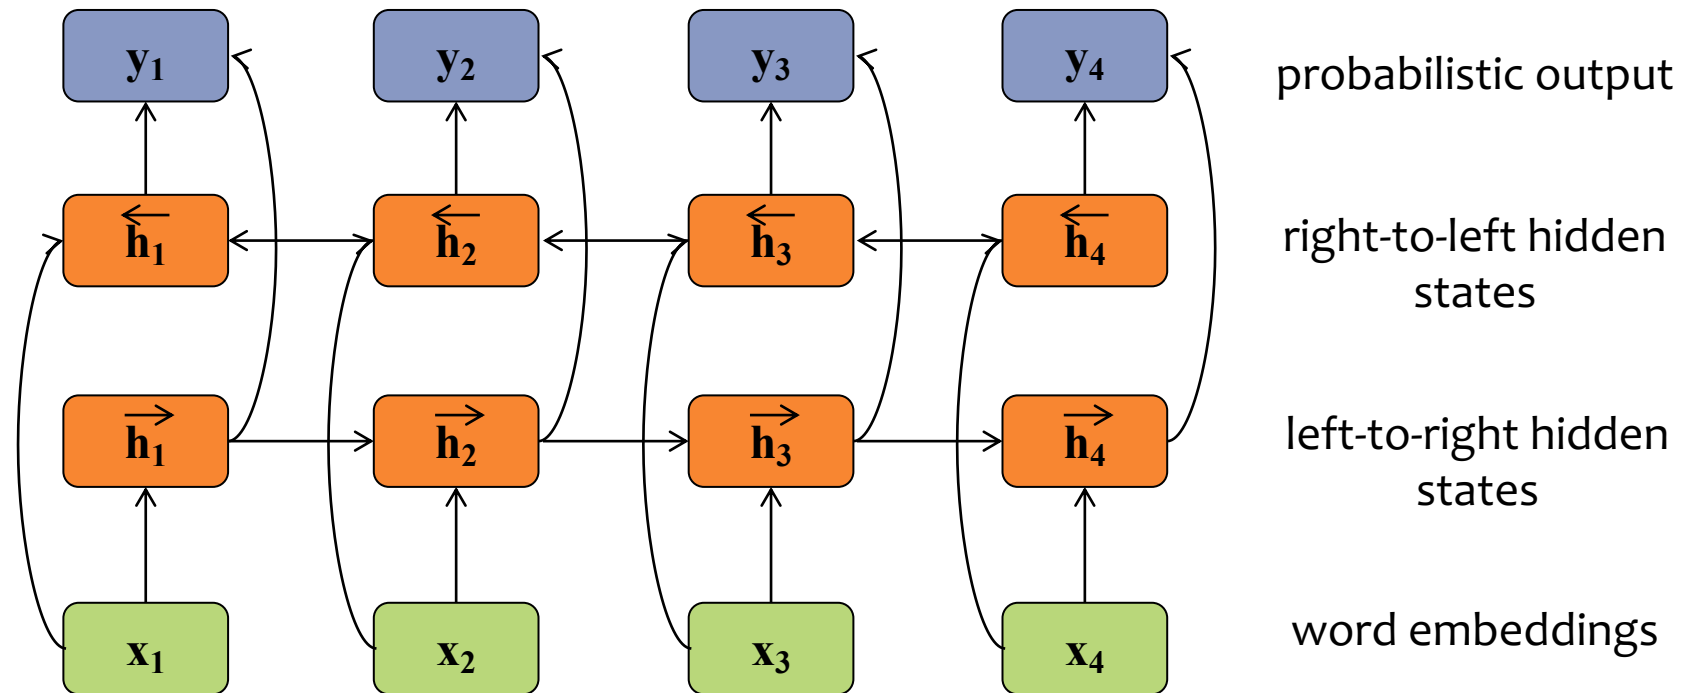 y₁ y₂ y₃ y₄ probabilistic output
←h₁ ←h₂ ←h₃ ←h₄ right-to-left hidden
states
→h₁ →h₂ →h₃ →h₄ left-to-right hidden
states
x₁ x₂ x₃ x₄ word embeddings